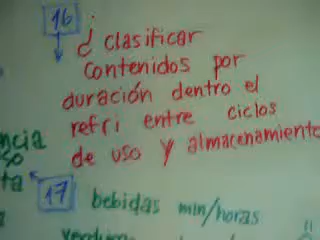 16
¿ clasificar
contenidos por
duración dentro el
refri entre ciclos
de uso y almacenamiento
ncia
so
ta
17
bebidas min/horas